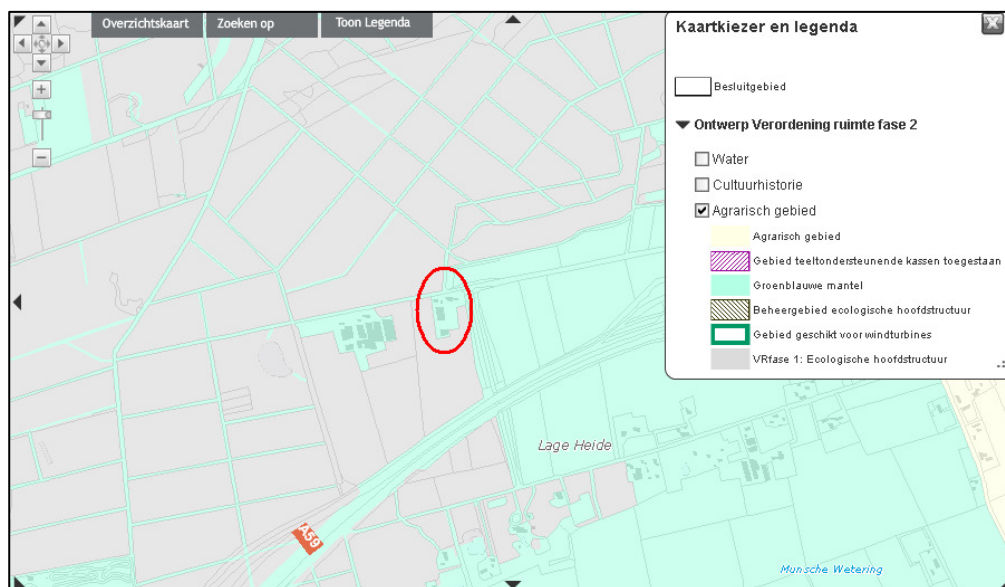 Overzichtskaart
Zoeken op
Toon Legenda
Kaartkiezer en legenda
Besluitgebied
Ontwerp Verordening ruimte fase 2
Water
Cultuurhistorie
Agrarisch gebied
Agrarisch gebied
Gebied teeltondersteunende kassen toegestaan
Groenblauwe mantel
Beheergebied ecologische hoofdstructuur
Gebied geschikt voor windturbines
VRfase 1: Ecologische hoofdstructuur
Lage Heide
A59
Munsche Wetering